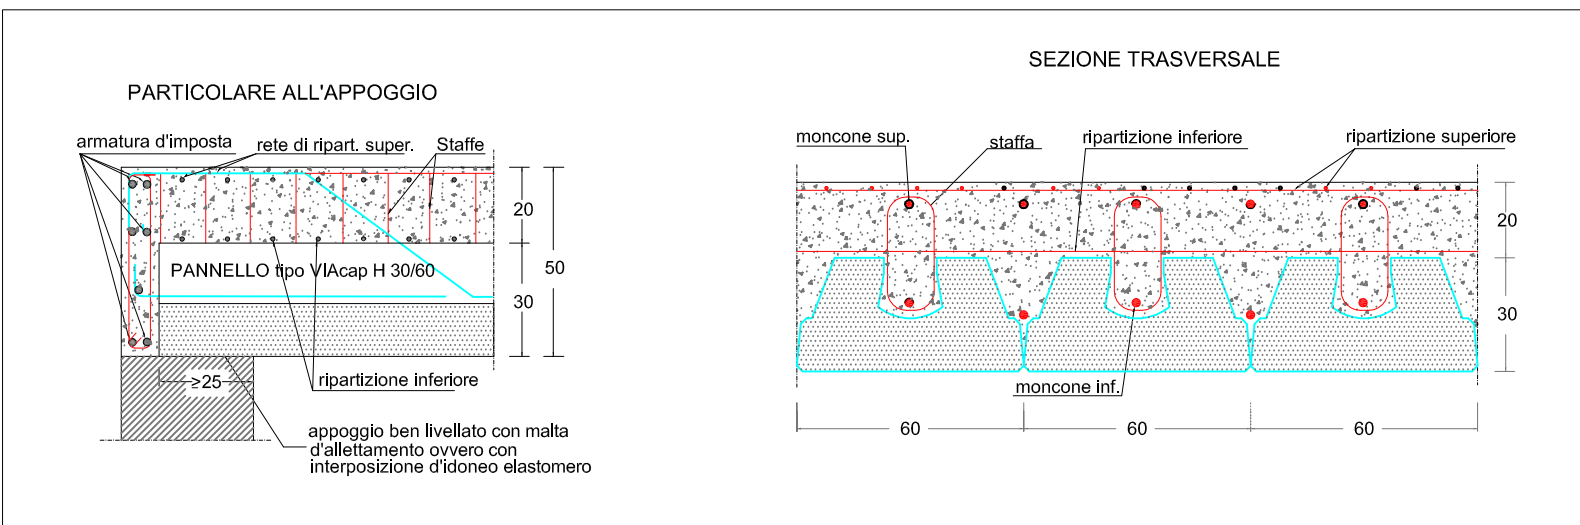 PARTICOLARE ALL'APPOGGIO
armatura d'imposta
rete di ripart. super.
Staffe
20
50
PANNELLO tipo VIAcap H 30/60
30
≥25
ripartizione inferiore
appoggio ben livellato con malta
d'allettamento ovvero con
interposizione d'idoneo elastomero
SEZIONE TRASVERSALE
moncone sup.
staffa
ripartizione inferiore
ripartizione superiore
20
30
moncone inf.
60
60
60